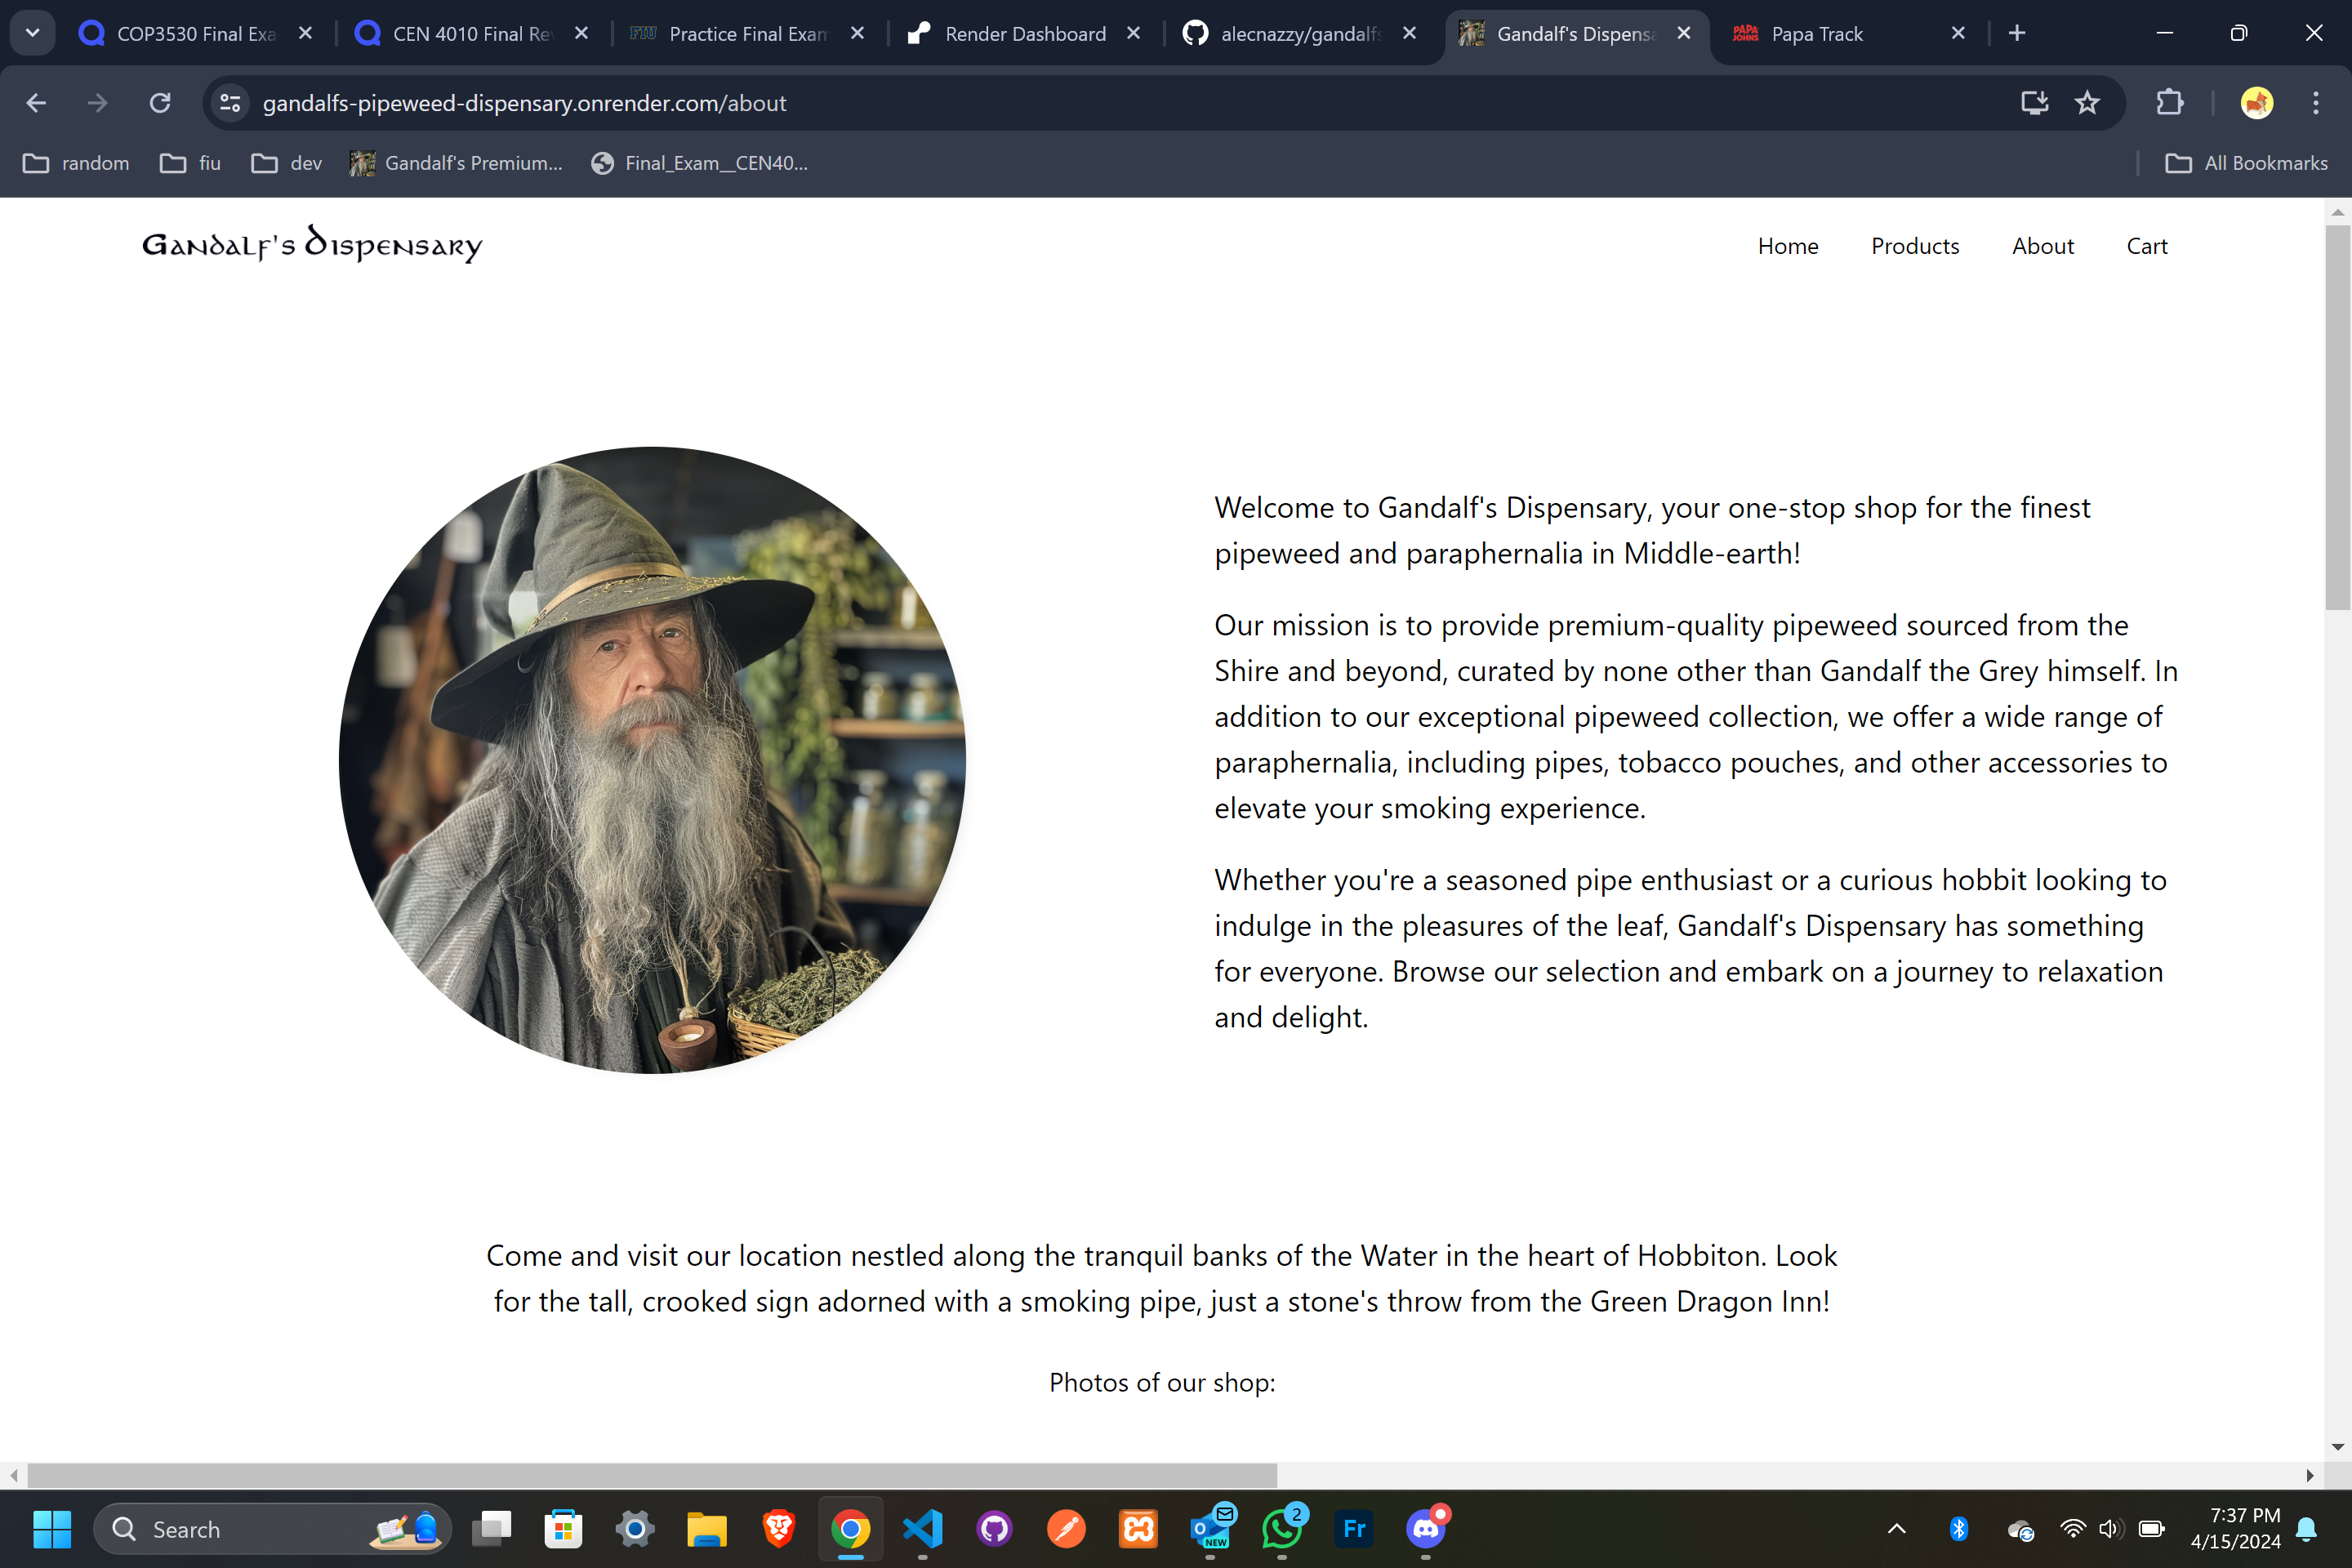 COP3530 Final Exa
CEN 4010 Final Re
FIU
Practice Final Exam
Render Dashboard
alecnazzy/gandalfs
Gandalf's Dispensa
PAPA JOHNS
Papa Track
gandalfs-pipeweed-dispensary.onrender.com/about
random
fiu
dev
Gandalf's Premium...
Final_Exam__CEN40...
All Bookmarks
Gandalf's Dispensary
Home
Products
About
Cart
Welcome to Gandalf's Dispensary, your one-stop shop for the finest
pipeweed and paraphernalia in Middle-earth!
Our mission is to provide premium-quality pipeweed sourced from the
Shire and beyond, curated by none other than Gandalf the Grey himself. In
addition to our exceptional pipeweed collection, we offer a wide range of
paraphernalia, including pipes, tobacco pouches, and other accessories to
elevate your smoking experience.
Whether you're a seasoned pipe enthusiast or a curious hobbit looking to
indulge in the pleasures of the leaf, Gandalf's Dispensary has something
for everyone. Browse our selection and embark on a journey to relaxation
and delight.
Come and visit our location nestled along the tranquil banks of the Water in the heart of Hobbiton. Look
for the tall, crooked sign adorned with a smoking pipe, just a stone's throw from the Green Dragon Inn!
Photos of our shop:
Search
NEW
2
Fr
7:37 PM
4/15/2024